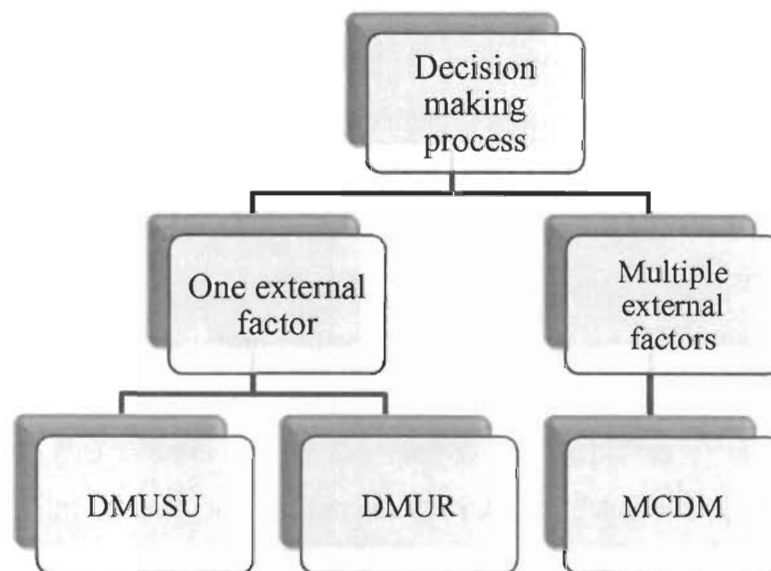 Decision
making
process
One external
factor
Multiple
external
factors
DMUSU
DMUR
MCDM